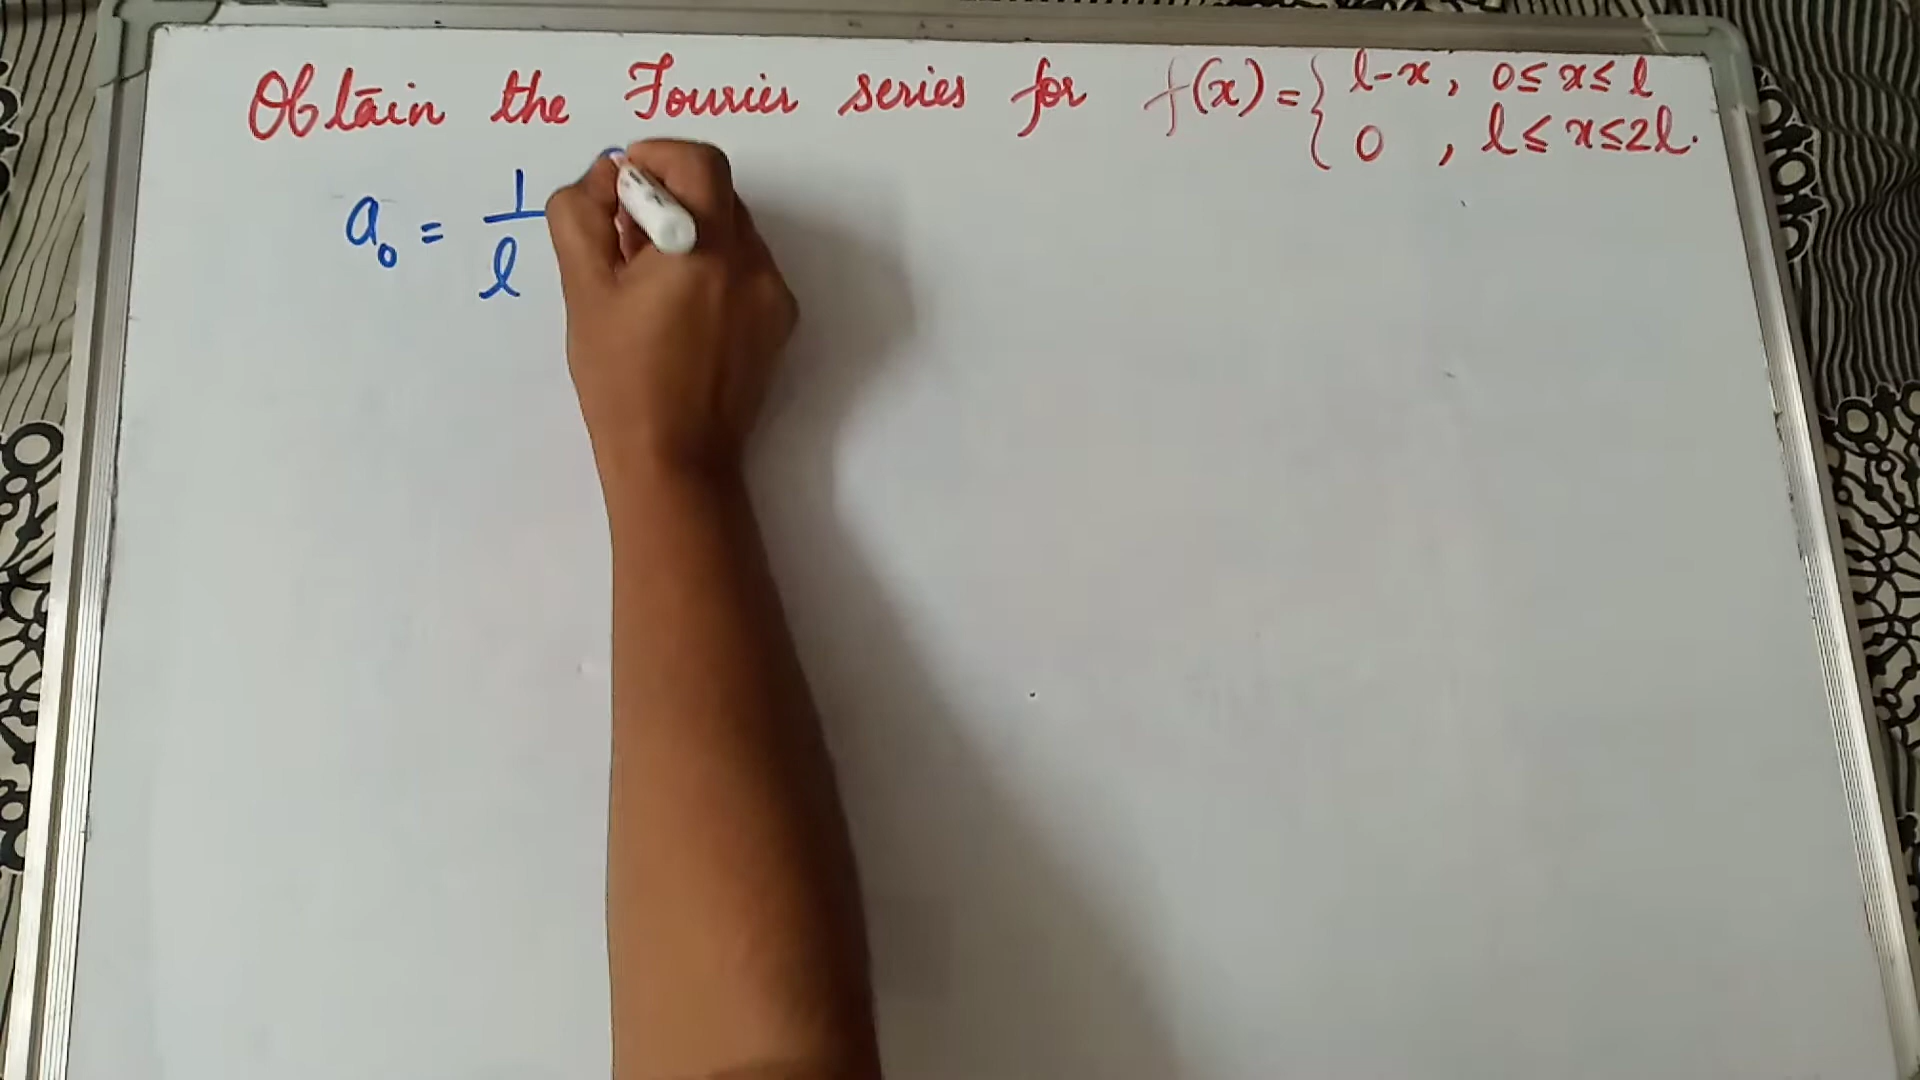 Obtain the Fourier series for f(x) = { l-x, 0 ≤ x ≤ l
0, l ≤ x ≤ 2l.
a₀ = 1/l